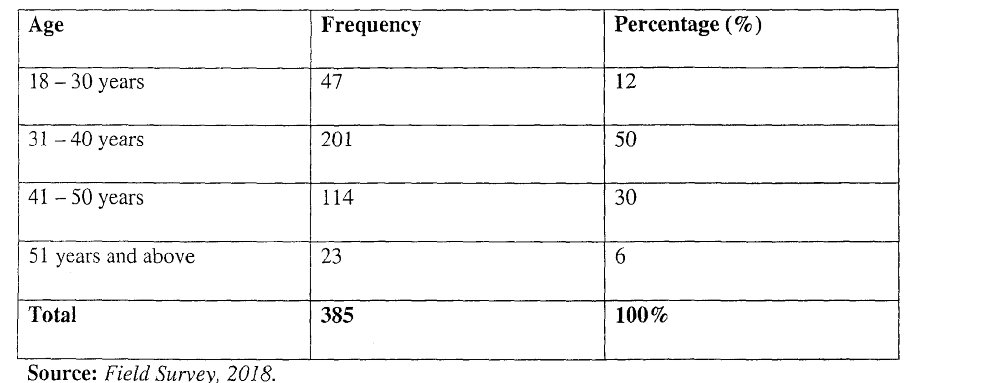 Age Frequency Percentage (%)
18 – 30 years 47 12
31 – 40 years 201 50
41 – 50 years 114 30
51 years and above 23 6
Total 385 100%
Source: Field Survey, 2018.